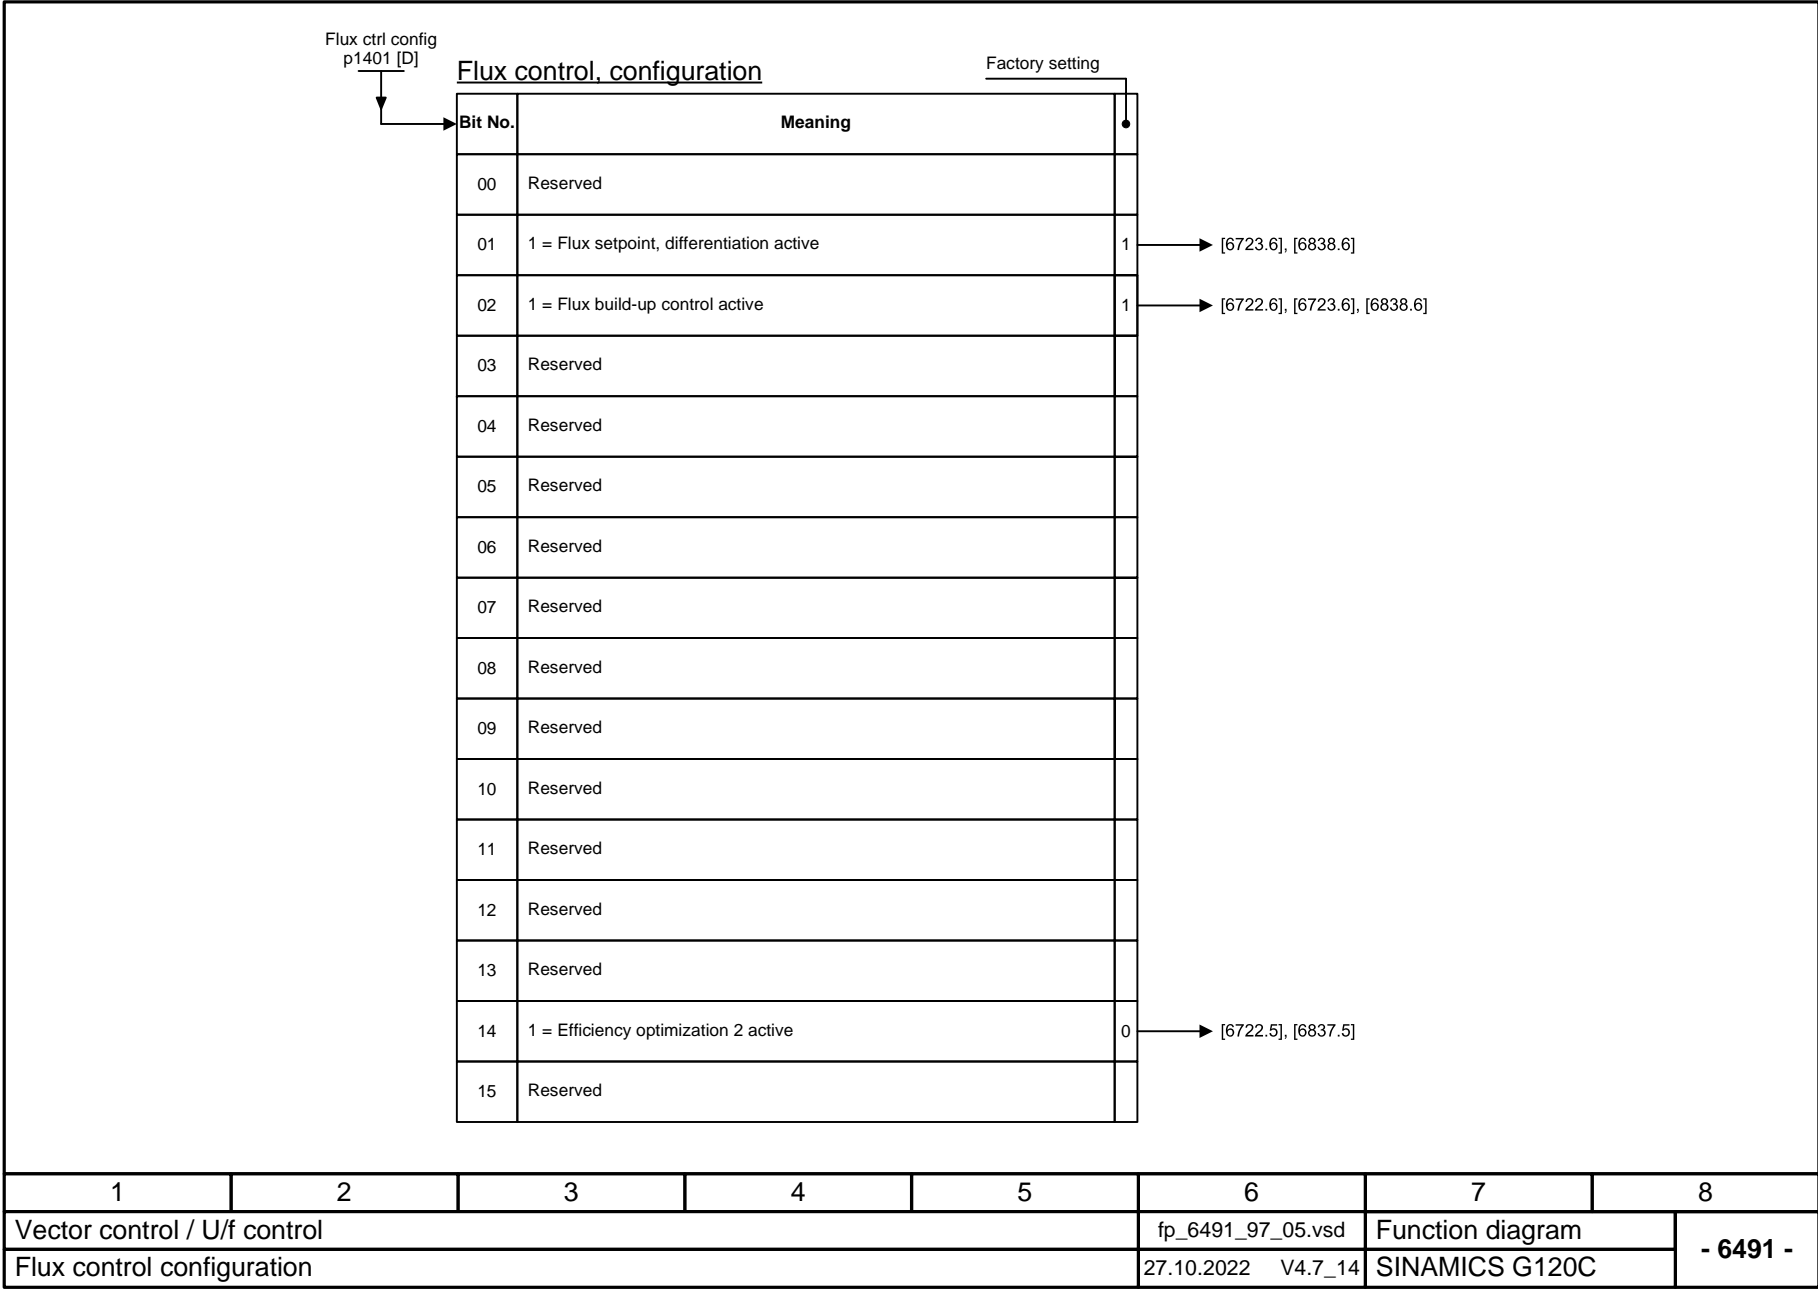 Flux ctrl config
p1401 [D]
Flux control, configuration
Factory setting
Bit No. Meaning
00 Reserved
01 1 = Flux setpoint, differentiation active 1 [6723.6], [6838.6]
02 1 = Flux build-up control active 1 [6722.6], [6723.6], [6838.6]
03 Reserved
04 Reserved
05 Reserved
06 Reserved
07 Reserved
08 Reserved
09 Reserved
10 Reserved
11 Reserved
12 Reserved
13 Reserved
14 1 = Efficiency optimization 2 active 0 [6722.5], [6837.5]
15 Reserved
1 2 3 4 5 6 7 8
Vector control / U/f control fp_6491_97_05.vsd Function diagram
- 6491 -
Flux control configuration 27.10.2022 V4.7_14 SINAMICS G120C